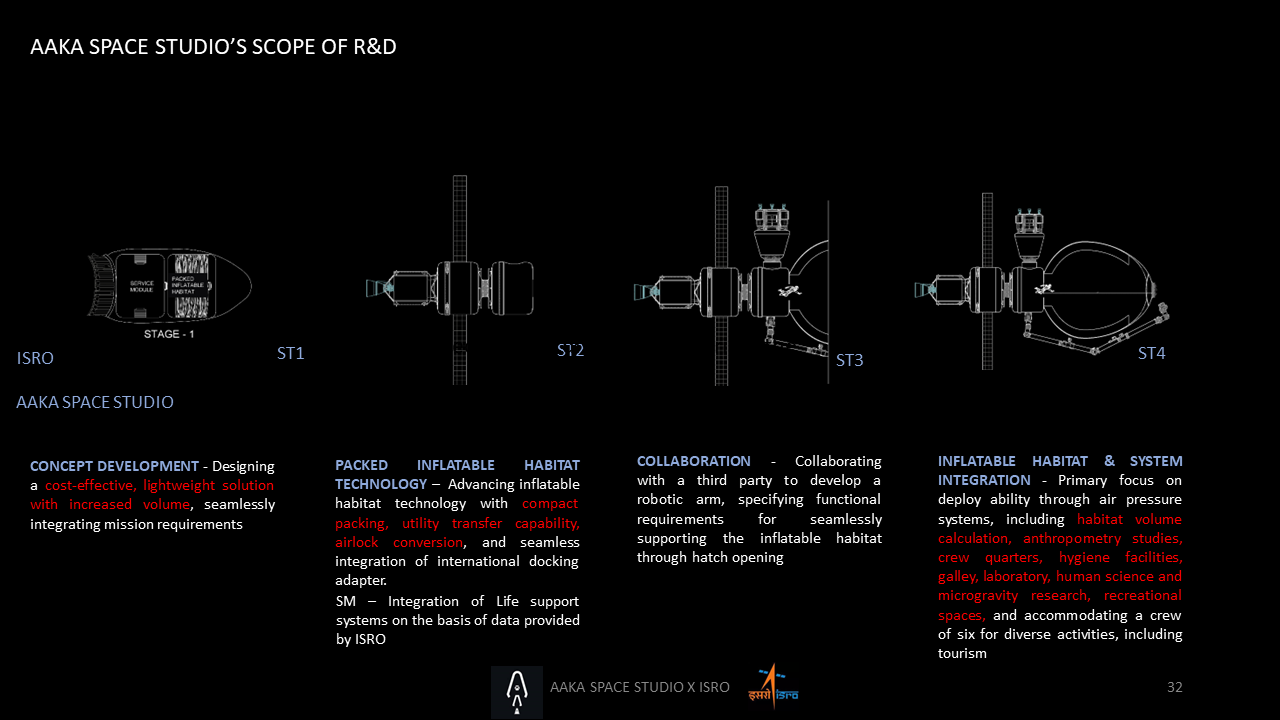 AAKA SPACE STUDIO’S SCOPE OF R&D
SERVICE
MODULE
PACKED
INFLATABLE
HABITAT
STAGE - 1
ISRO
ST1
ST2
ST3
ST4
AAKA SPACE STUDIO
CONCEPT DEVELOPMENT - Designing
a cost-effective, lightweight solution
with increased volume, seamlessly
integrating mission requirements
PACKED INFLATABLE HABITAT
TECHNOLOGY – Advancing inflatable
habitat technology with compact
packing, utility transfer capability,
airlock conversion, and seamless
integration of international docking
adapter.
SM – Integration of Life support
systems on the basis of data provided
by ISRO
COLLABORATION - Collaborating
with a third party to develop a
robotic arm, specifying functional
requirements for seamlessly
supporting the inflatable habitat
through hatch opening
INFLATABLE HABITAT & SYSTEM
INTEGRATION - Primary focus on
deploy ability through air pressure
systems, including habitat volume
calculation, anthropometry studies,
crew quarters, hygiene facilities,
galley, laboratory, human science and
microgravity research, recreational
spaces, and accommodating a crew
of six for diverse activities, including
tourism
AAKA SPACE STUDIO X ISRO
इसरो isro
32